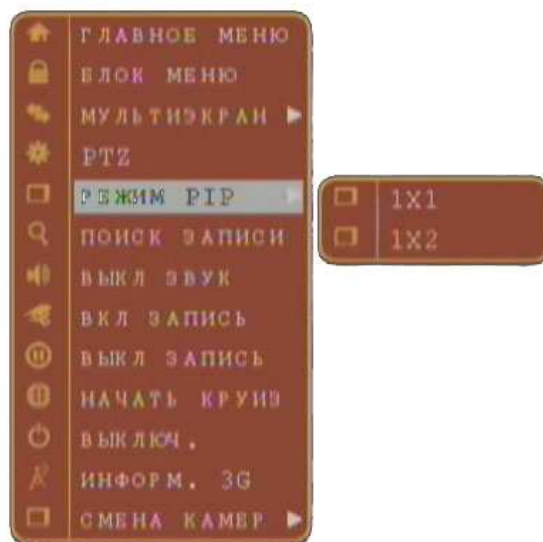 ГЛАВНОЕ МЕНЮ
БЛОК МЕНЮ
МУЛЬТИЭКРАН
PTZ
РЕЖИМ PIP
1X1
1X2
ПОИСК ЗАПИСИ
ВЫКЛ ЗВУК
ВКЛ ЗАПИСЬ
ВЫКЛ ЗАПИСЬ
НАЧАТЬ КРУИЗ
ВЫКЛЮЧ.
ИНФОРМ. 3G
СМЕНА КАМЕР